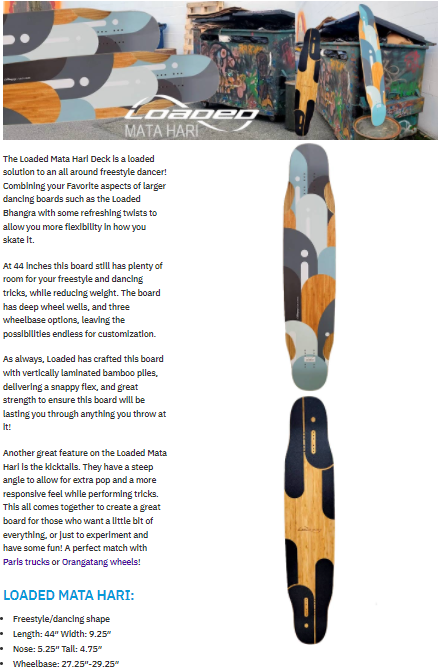 Loaded
MATA HARI
The Loaded Mata Hari Deck is a loaded
solution to an all around freestyle dancer!
Combining your Favorite aspects of larger
dancing boards such as the Loaded
Bhangra with some refreshing twists to
allow you more flexibility in how you
skate it.
At 44 inches this board still has plenty of
room for your freestyle and dancing
tricks, while reducing weight. The board
has deep wheel wells, and three
wheelbase options, leaving the
possibilities endless for customization.
As always, Loaded has crafted this board
with vertically laminated bamboo plies,
delivering a snappy flex, and great
strength to ensure this board will be
lasting you through anything you throw at
it!
Another great feature on the Loaded Mata
Hari is the kicktails. They have a steep
angle to allow for extra pop and a more
responsive feel while performing tricks.
This all comes together to create a great
board for those who want a little bit of
everything, or just to experiment and
have some fun! A perfect match with
Paris trucks or Orangatang wheels!
LOADED MATA HARI:
• Freestyle/dancing shape
• Length: 44" Width: 9.25"
• Nose: 5.25" Tail: 4.75"
• Wheelbase: 27.25"-29.25"